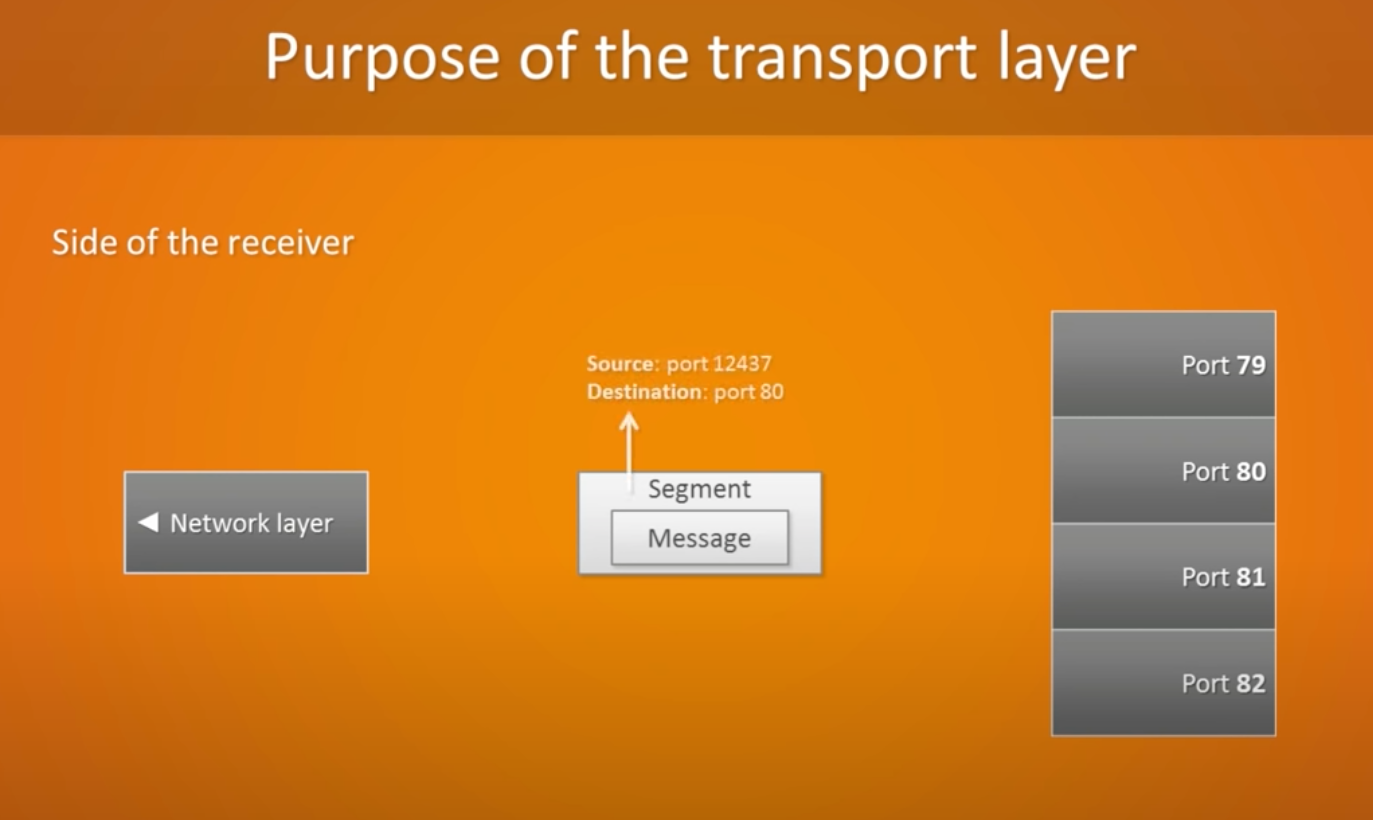 Purpose of the transport layer
Side of the receiver
Source: port 12437
Destination: port 80
Network layer
Segment
Message
Port 79
Port 80
Port 81
Port 82